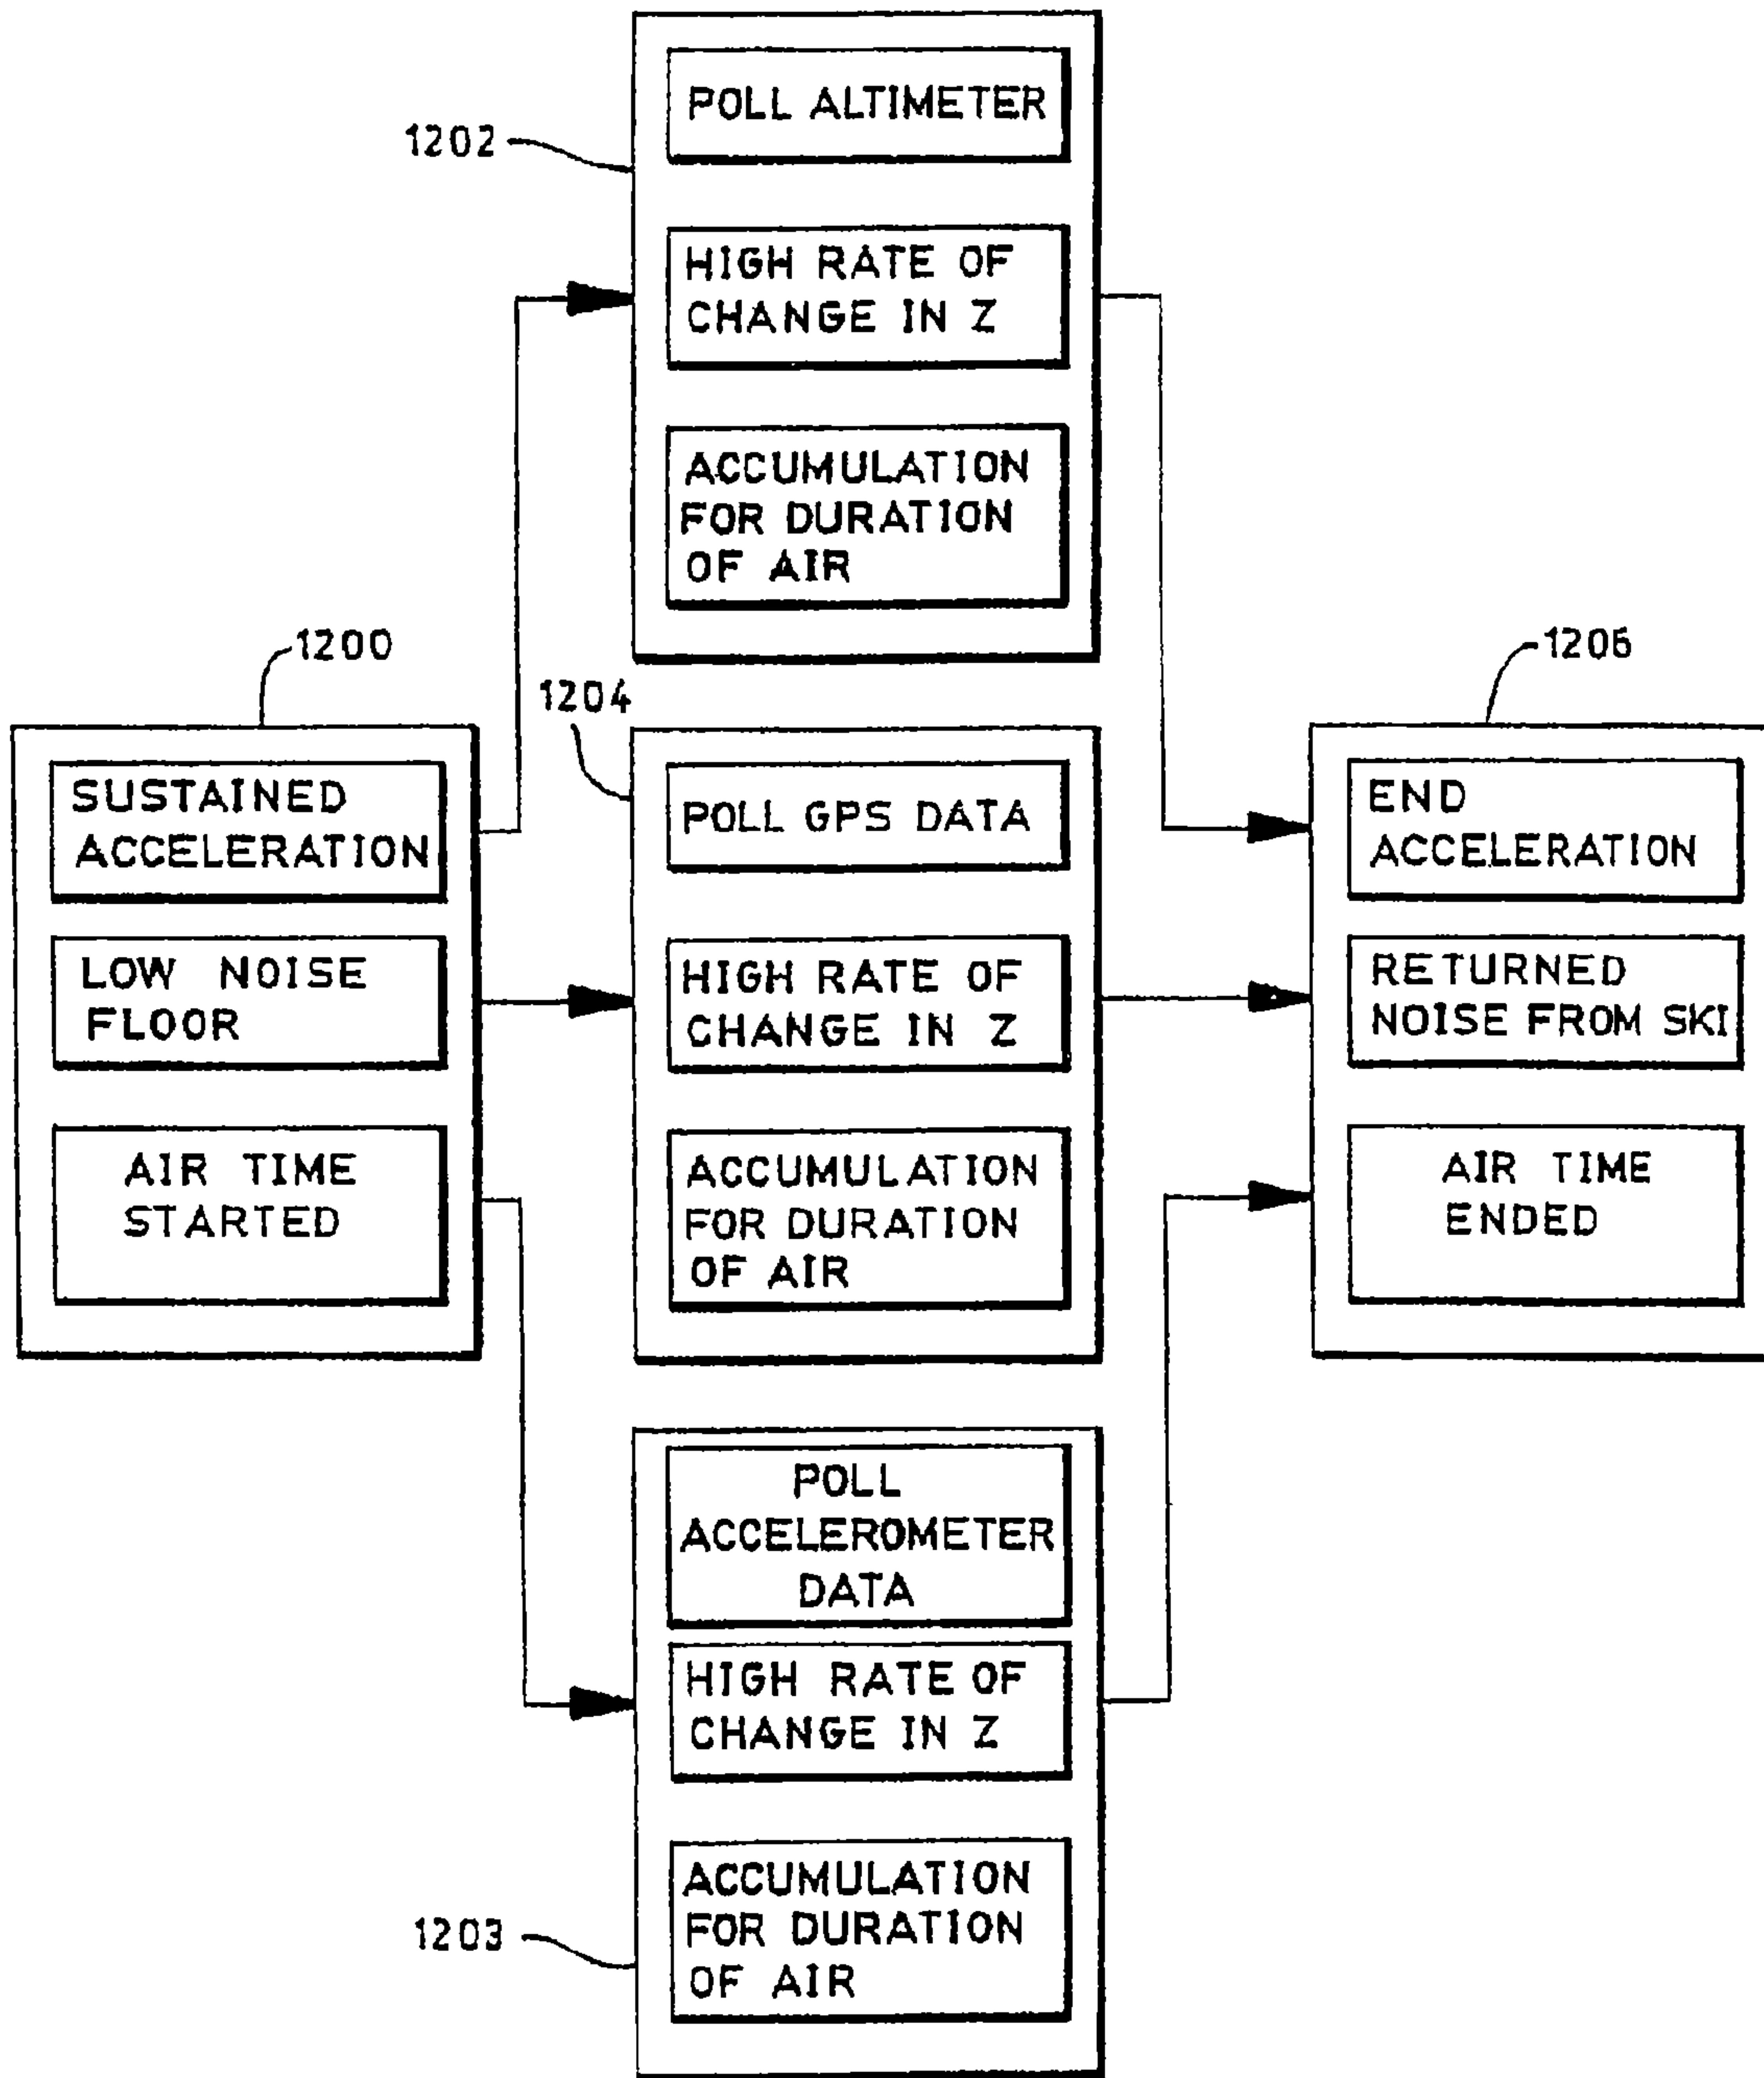 POLL ALTIMETER
1202
HIGH RATE OF
CHANGE IN Z
ACCUMULATION
FOR DURATION
OF AIR
1200
SUSTAINED
ACCELERATION
LOW NOISE
FLOOR
AIR TIME
STARTED
1204
POLL GPS DATA
HIGH RATE OF
CHANGE IN Z
ACCUMULATION
FOR DURATION
OF AIR
1206
END
ACCELERATION
RETURNED
NOISE FROM SKI
AIR TIME
ENDED
POLL
ACCELEROMETER
DATA
HIGH RATE OF
CHANGE IN Z
1203
ACCUMULATION
FOR DURATION
OF AIR